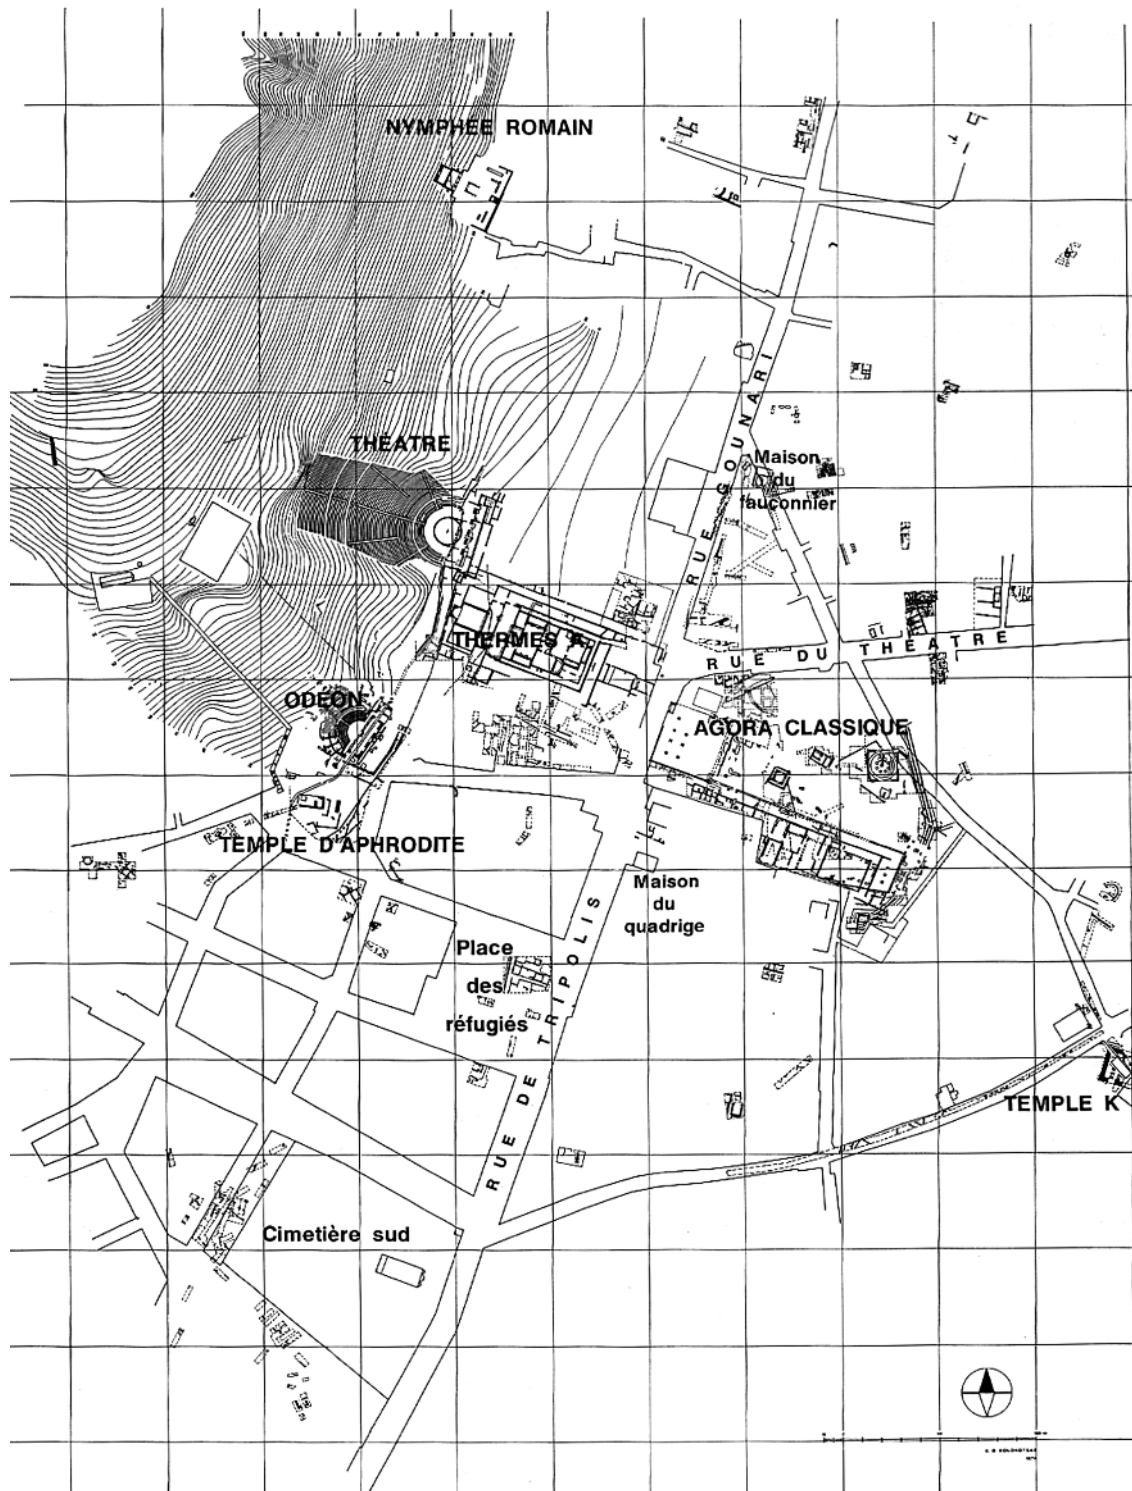 NYMPHÉE ROMAIN
THÉATRE
RUE GOUNARI
Maison
du
fauconnier
THERMES A
RUE DU THÉATRE
ODÉON
AGORA CLASSIQUE
TEMPLE D'APHRODITE
Maison
du
quadrige
Place
des
réfugiés
RUE DE TRIPOLIS
TEMPLE K
Cimetière sud